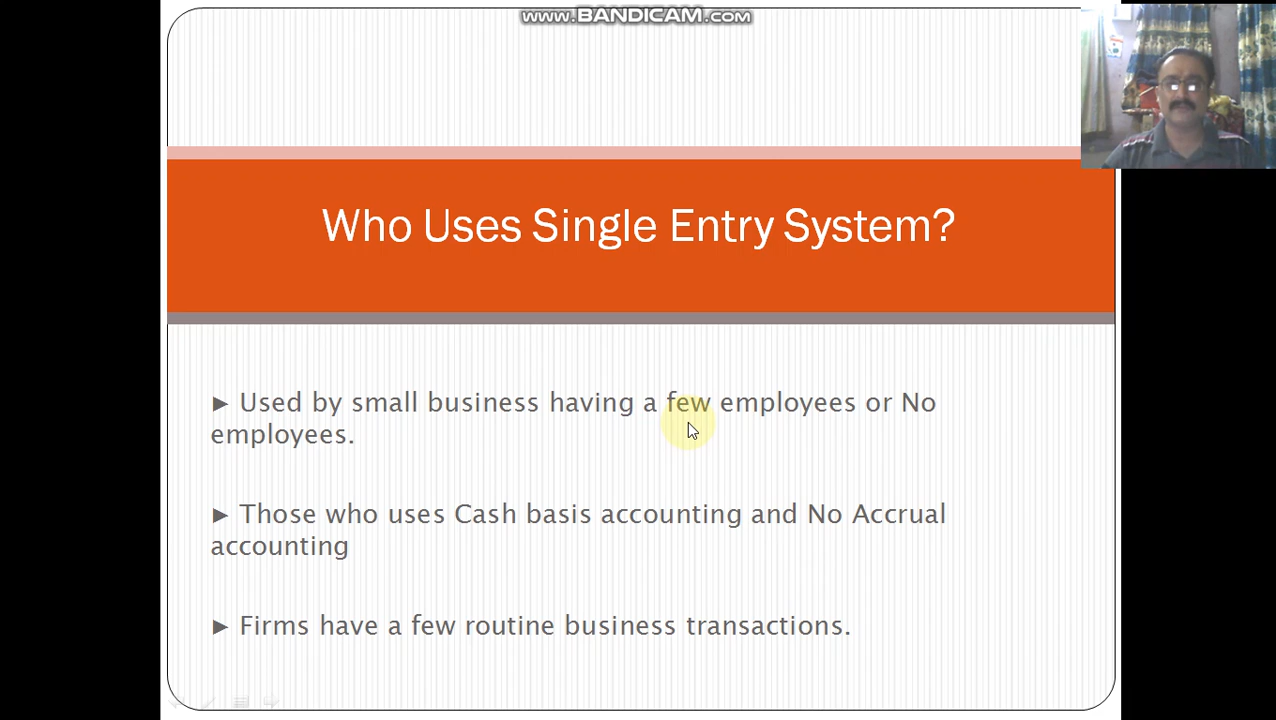 www.BANDICAM.com
Who Uses Single Entry System?
► Used by small business having a few employees or No
employees.
► Those who uses Cash basis accounting and No Accrual
accounting
► Firms have a few routine business transactions.